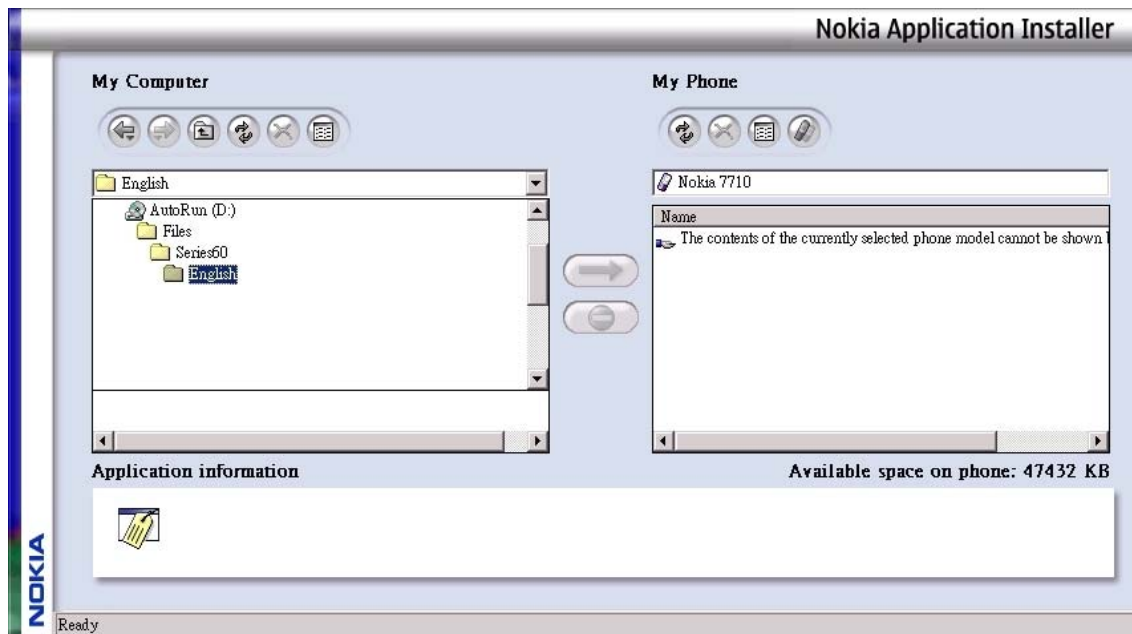 Nokia Application Installer
My Computer
My Phone
English
Nokia 7710
AutoRun (D:)
Files
Series60
English
Name
The contents of the currently selected phone model cannot be shown
Application information
Available space on phone: 47432 KB
NOKIA
Ready